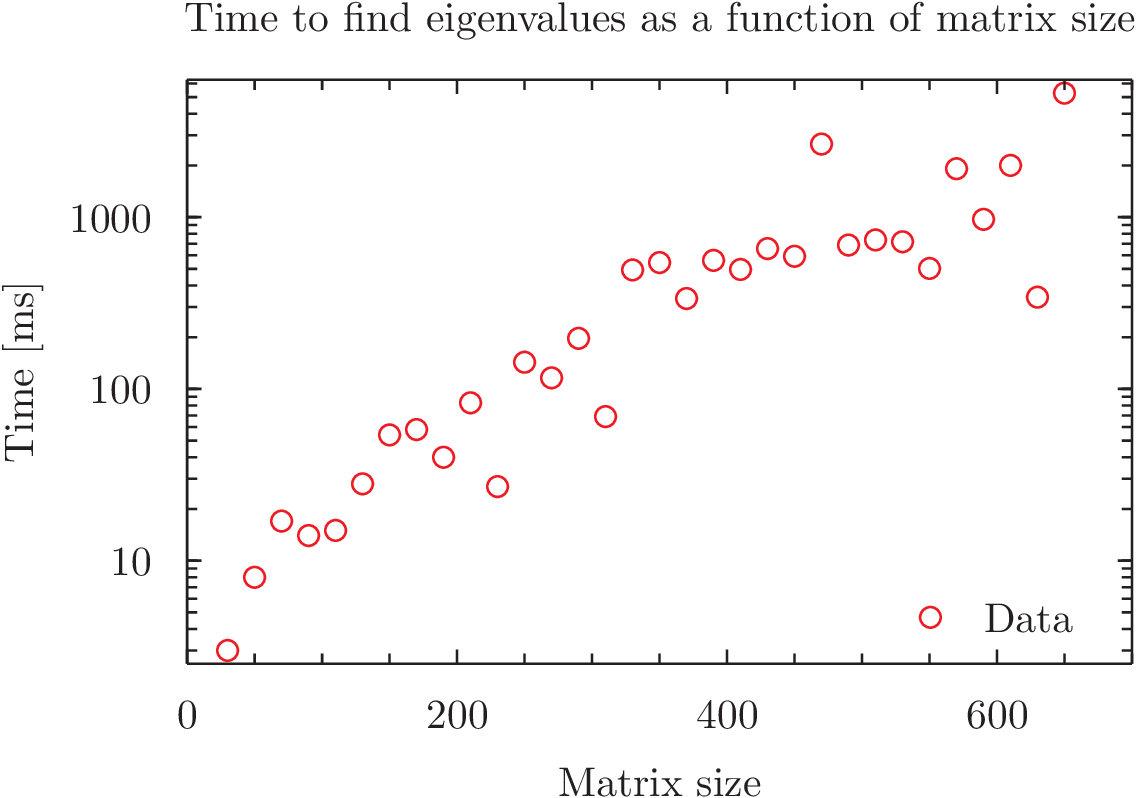 Time to find eigenvalues as a function of matrix size
1000
100
10
Time [ms]
Data
0 200 400 600
Matrix size